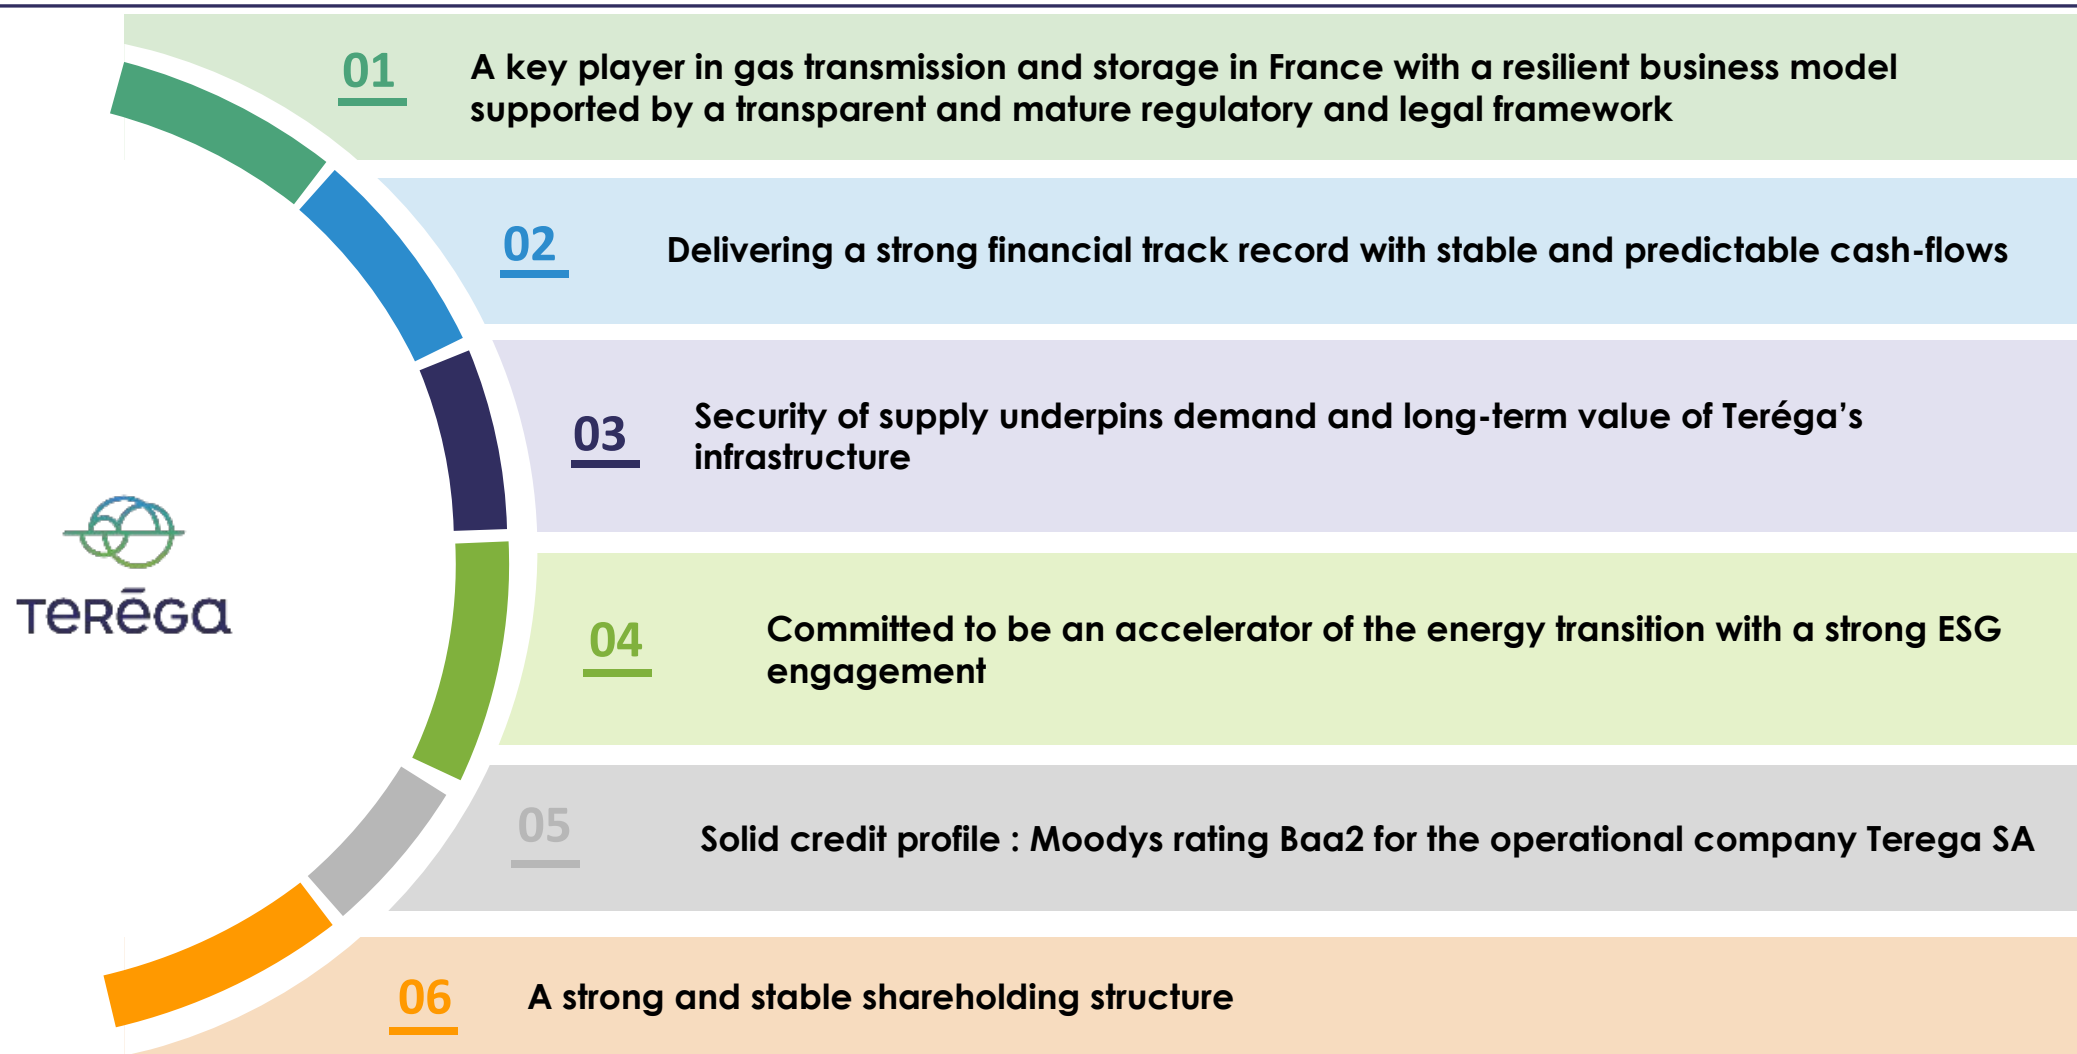 01
A key player in gas transmission and storage in France with a resilient business model
supported by a transparent and mature regulatory and legal framework
02
Delivering a strong financial track record with stable and predictable cash-flows
03
Security of supply underpins demand and long-term value of Teréga’s
infrastructure
TERĒGA
04
Committed to be an accelerator of the energy transition with a strong ESG
engagement
05
Solid credit profile : Moodys rating Baa2 for the operational company Terega SA
06
A strong and stable shareholding structure